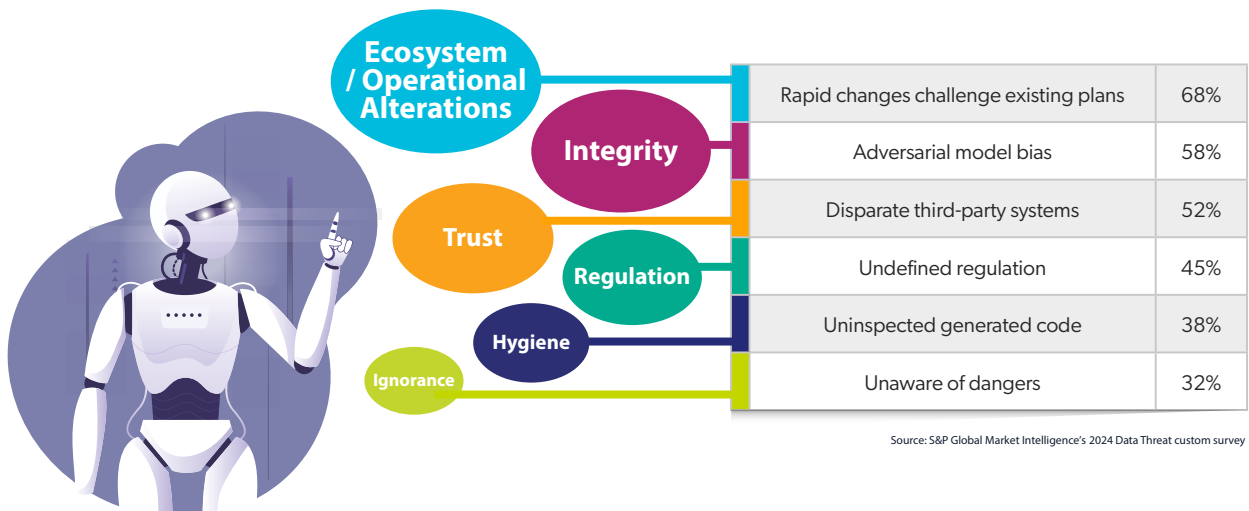 Ecosystem
/ Operational
Alterations
Rapid changes challenge existing plans 68%
Integrity
Adversarial model bias 58%
Trust
Disparate third-party systems 52%
Regulation
Undefined regulation 45%
Hygiene
Uninspected generated code 38%
Ignorance
Unaware of dangers 32%
Source: S&P Global Market Intelligence's 2024 Data Threat custom survey